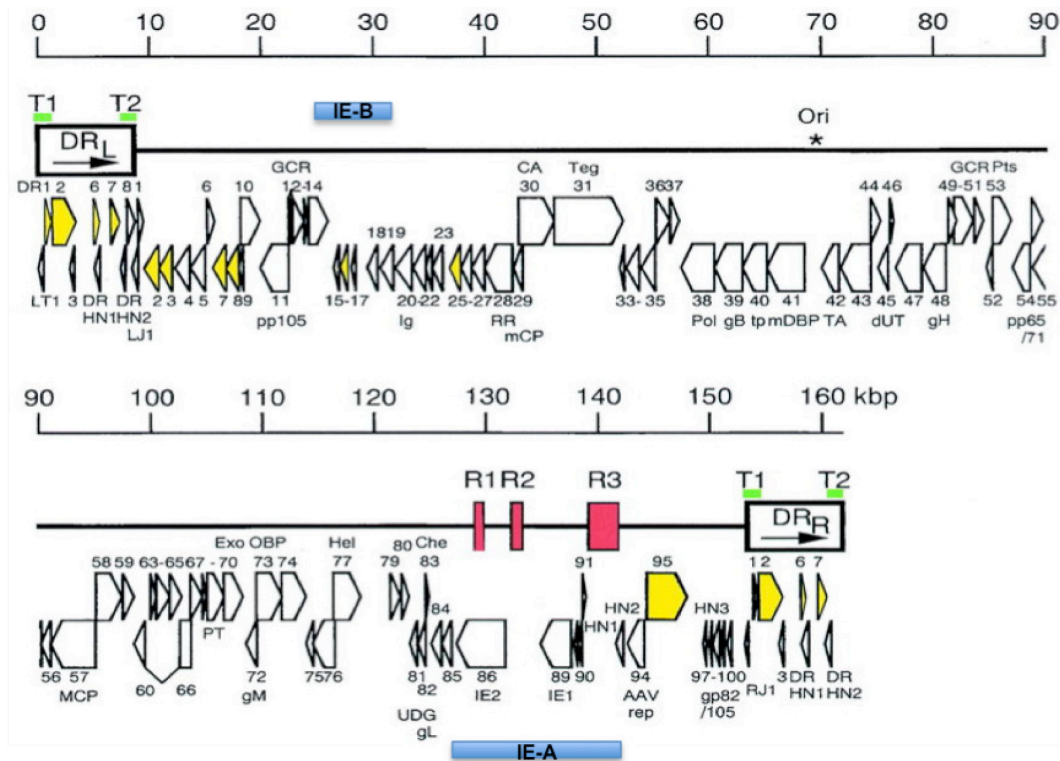 0 10 20 30 40 50 60 70 80 90
IE-B
T1 T2 Ori
DRL *
GCR CA Teg GCR Pts
DR1 2 6 7 8 1 6 10 12-14 30 31 36 37 44 46 49-51 53
1819 23
LT1 3 DR DR 2 3 4 5 7 89 11 15-17 20-22 25-27 28 29 33- 35 38 39 40 41 42 43 45 47 48 52 54 55
HN1 HN2 pp105 Ig RR Pol gB tp mDBP TA dUT gH pp65
LJ1 mCP /71
90 100 110 120 130 140 150 160 kbp
R1 R2 R3 T1 T2
DRR
Exo OBP Hel 80 Che
58 59 63-65 67 -70 73 74 77 79 83 91 95 1 2 6 7
PT 84 HN1 HN2 HN3
56 57 60 66 72 75 76 81 85 86 89 90 94 97-100 RJ1 3 DR DR
MCP gM 82 IE2 IE1 AAV gp82 HN1 HN2
UDG rep /105
gL
IE-A